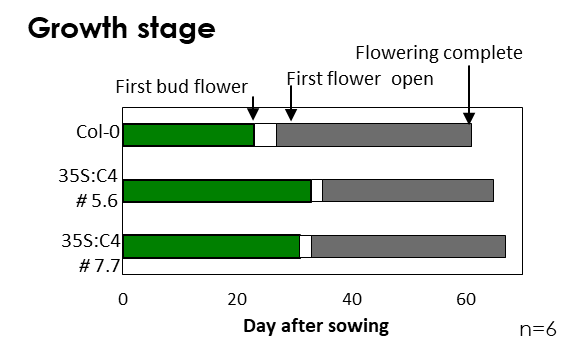 Growth stage
Flowering complete
First bud flower
First flower open
Col-0
35S:C4
# 5.6
35S:C4
# 7.7
0 20 40 60
Day after sowing
n=6